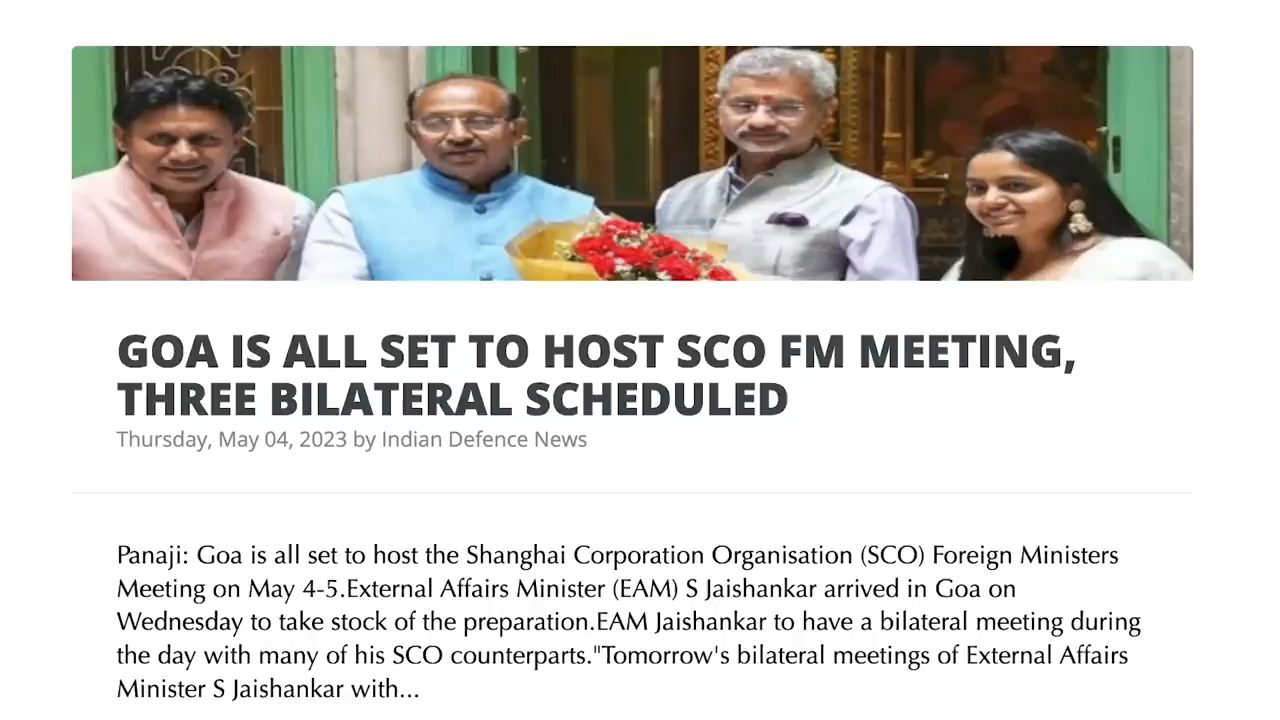 GOA IS ALL SET TO HOST SCO FM MEETING,
THREE BILATERAL SCHEDULED
Thursday, May 04, 2023 by Indian Defence News
Panaji: Goa is all set to host the Shanghai Corporation Organisation (SCO) Foreign Ministers
Meeting on May 4-5.External Affairs Minister (EAM) S Jaishankar arrived in Goa on
Wednesday to take stock of the preparation.EAM Jaishankar to have a bilateral meeting during
the day with many of his SCO counterparts."Tomorrow's bilateral meetings of External Affairs
Minister S Jaishankar with...